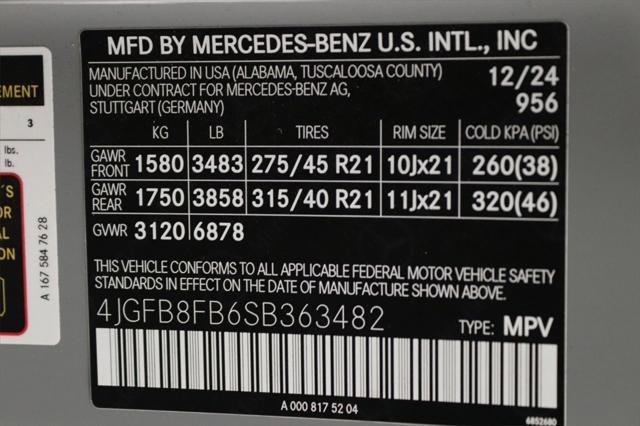 MFD BY MERCEDES-BENZ U.S. INTL., INC
MANUFACTURED IN USA (ALABAMA, TUSCALOOSA COUNTY) 12/24
UNDER CONTRACT FOR MERCEDES-BENZ AG, 956
STUTTGART (GERMANY)
KG LB TIRES RIM SIZE COLD KPA(PSI)
GAWR FRONT 1580 3483 275/45 R21 10Jx21 260(38)
GAWR REAR 1750 3858 315/40 R21 11Jx21 320(46)
GVWR 3120 6878
THIS VEHICLE CONFORMS TO ALL APPLICABLE FEDERAL MOTOR VEHICLE SAFETY
STANDARDS IN EFFECT ON THE DATE OF MANUFACTURE SHOWN ABOVE.
4JGFB8FB6SB363482 TYPE: MPV
A 000 817 52 04
6852680
EMENT
3
lbs.
lb.
'S
OR
AL
ON
A 167 584 76 28